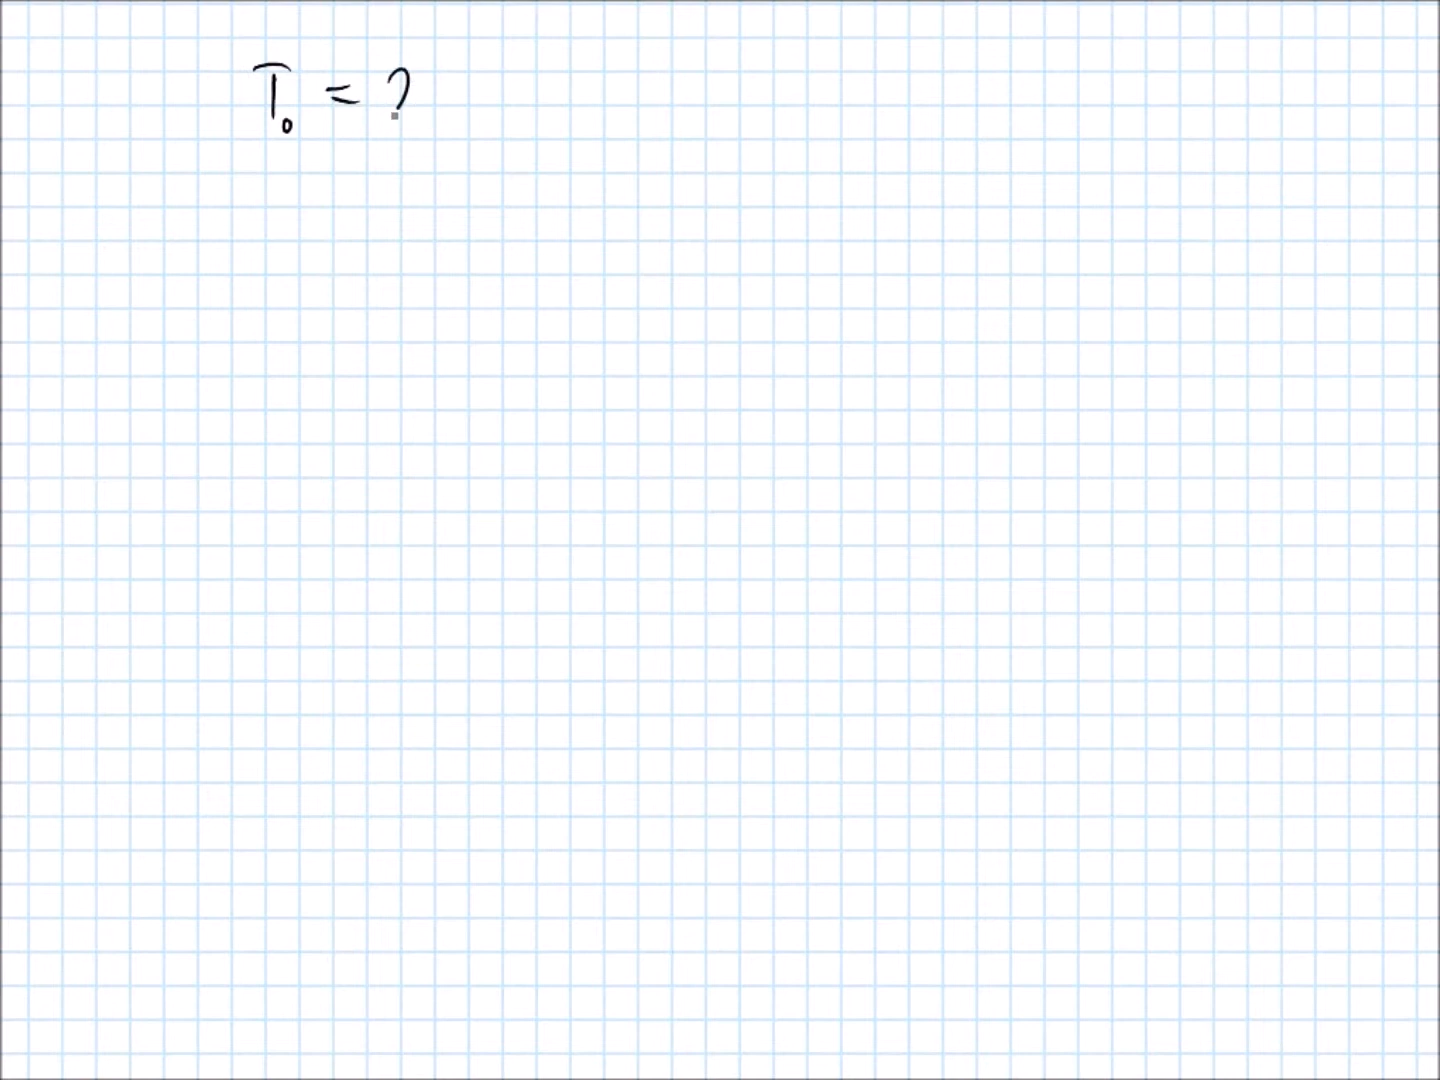 T₀ = ?